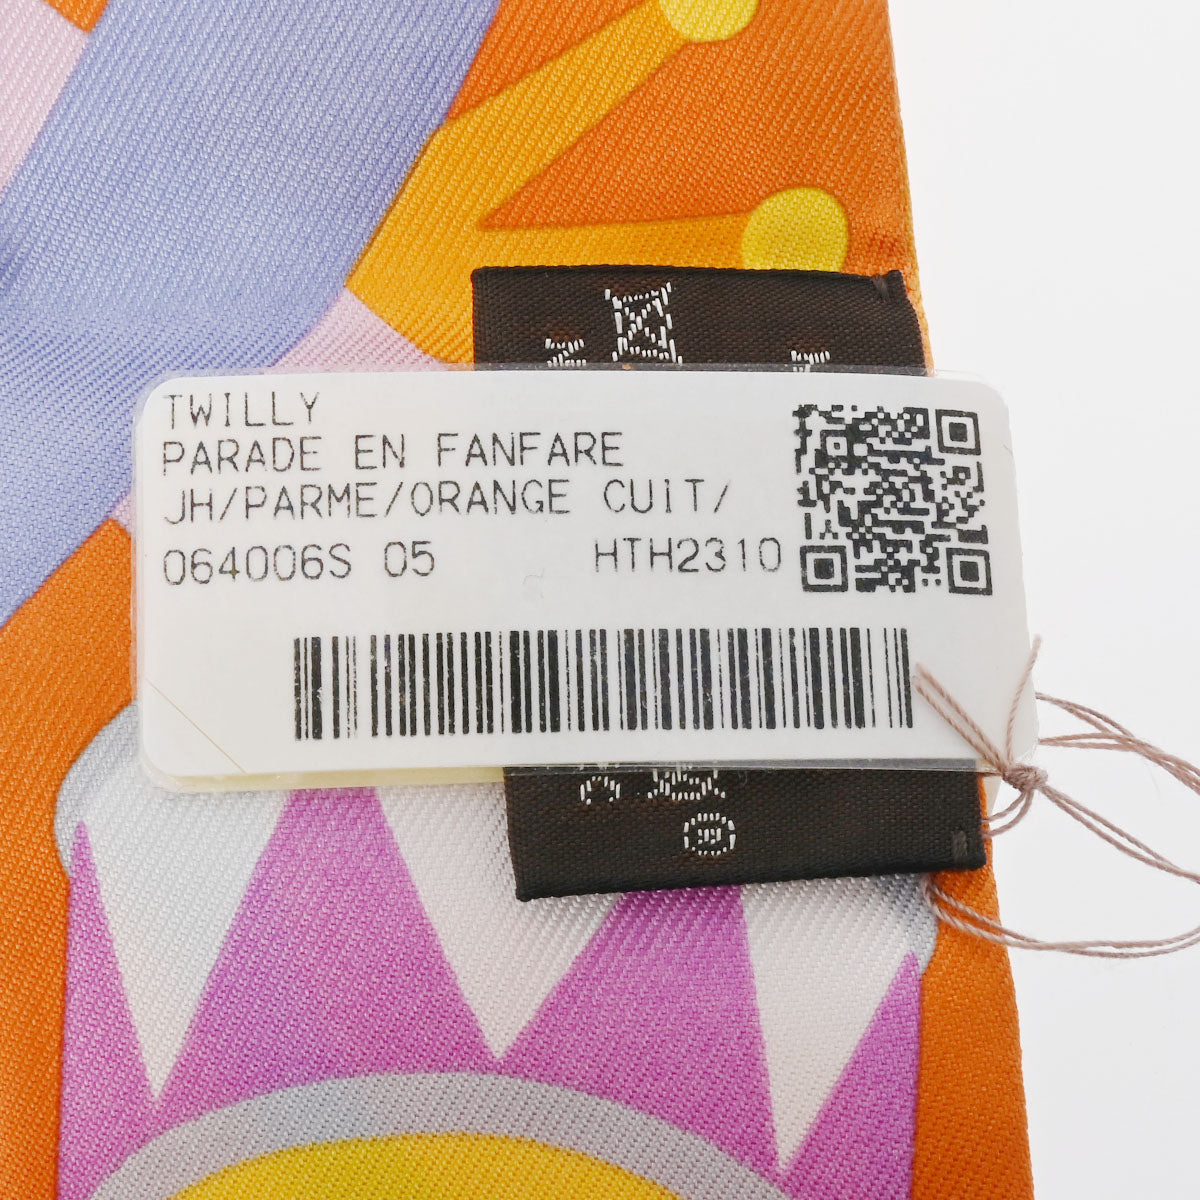 TWILLY
PARADE EN FANFARE
JH/PARME/ORANGE CUIT/
064006S 05 HTH2310